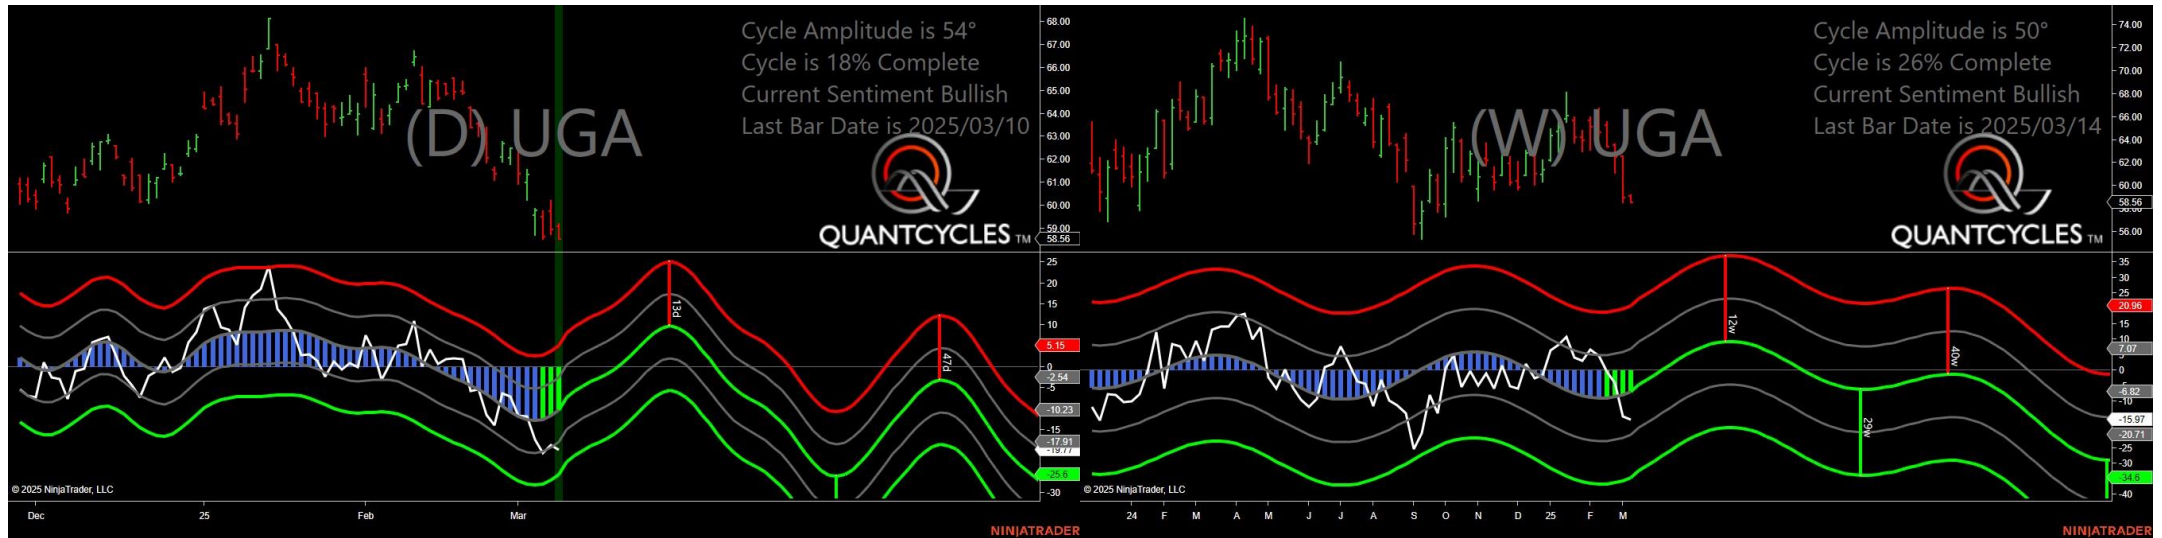 Cycle Amplitude is 54°
Cycle is 18% Complete
Current Sentiment Bullish
Last Bar Date is 2025/03/10
(D) UGA
QUANTCYCLES TM
68.00
67.00
66.00
65.00
64.00
63.00
62.00
61.00
60.00
59.00
58.56
25
20
15
10
5.15
0
-2.54
-5
-10.23
-15
-17.91
-19.77
-25.6
-30
13d
47d
© 2025 NinjaTrader, LLC
Dec 25 Feb Mar
NINJATRADER
Cycle Amplitude is 50°
Cycle is 26% Complete
Current Sentiment Bullish
Last Bar Date is 2025/03/14
(W) UGA
QUANTCYCLES TM
74.00
72.00
70.00
68.00
66.00
64.00
62.00
60.00
58.56
56.00
35
30
25
20.96
15
10
7.07
0
-6.82
-10
-15.97
-20.71
-25
-30
-34.6
-40
12w
29w
40w
© 2025 NinjaTrader, LLC
24 F M A M J J A S O N D 25 F M
NINJATRADER